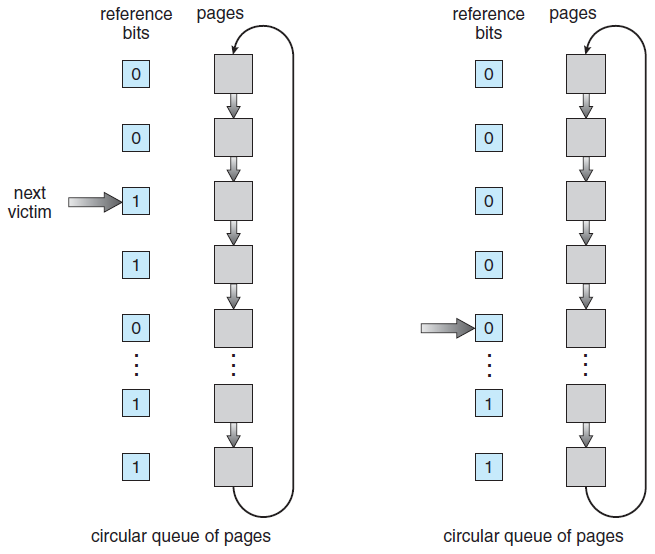 reference bits
pages
0
0
next victim
1
1
0
1
1
circular queue of pages
reference bits
pages
0
0
0
0
0
1
1
circular queue of pages